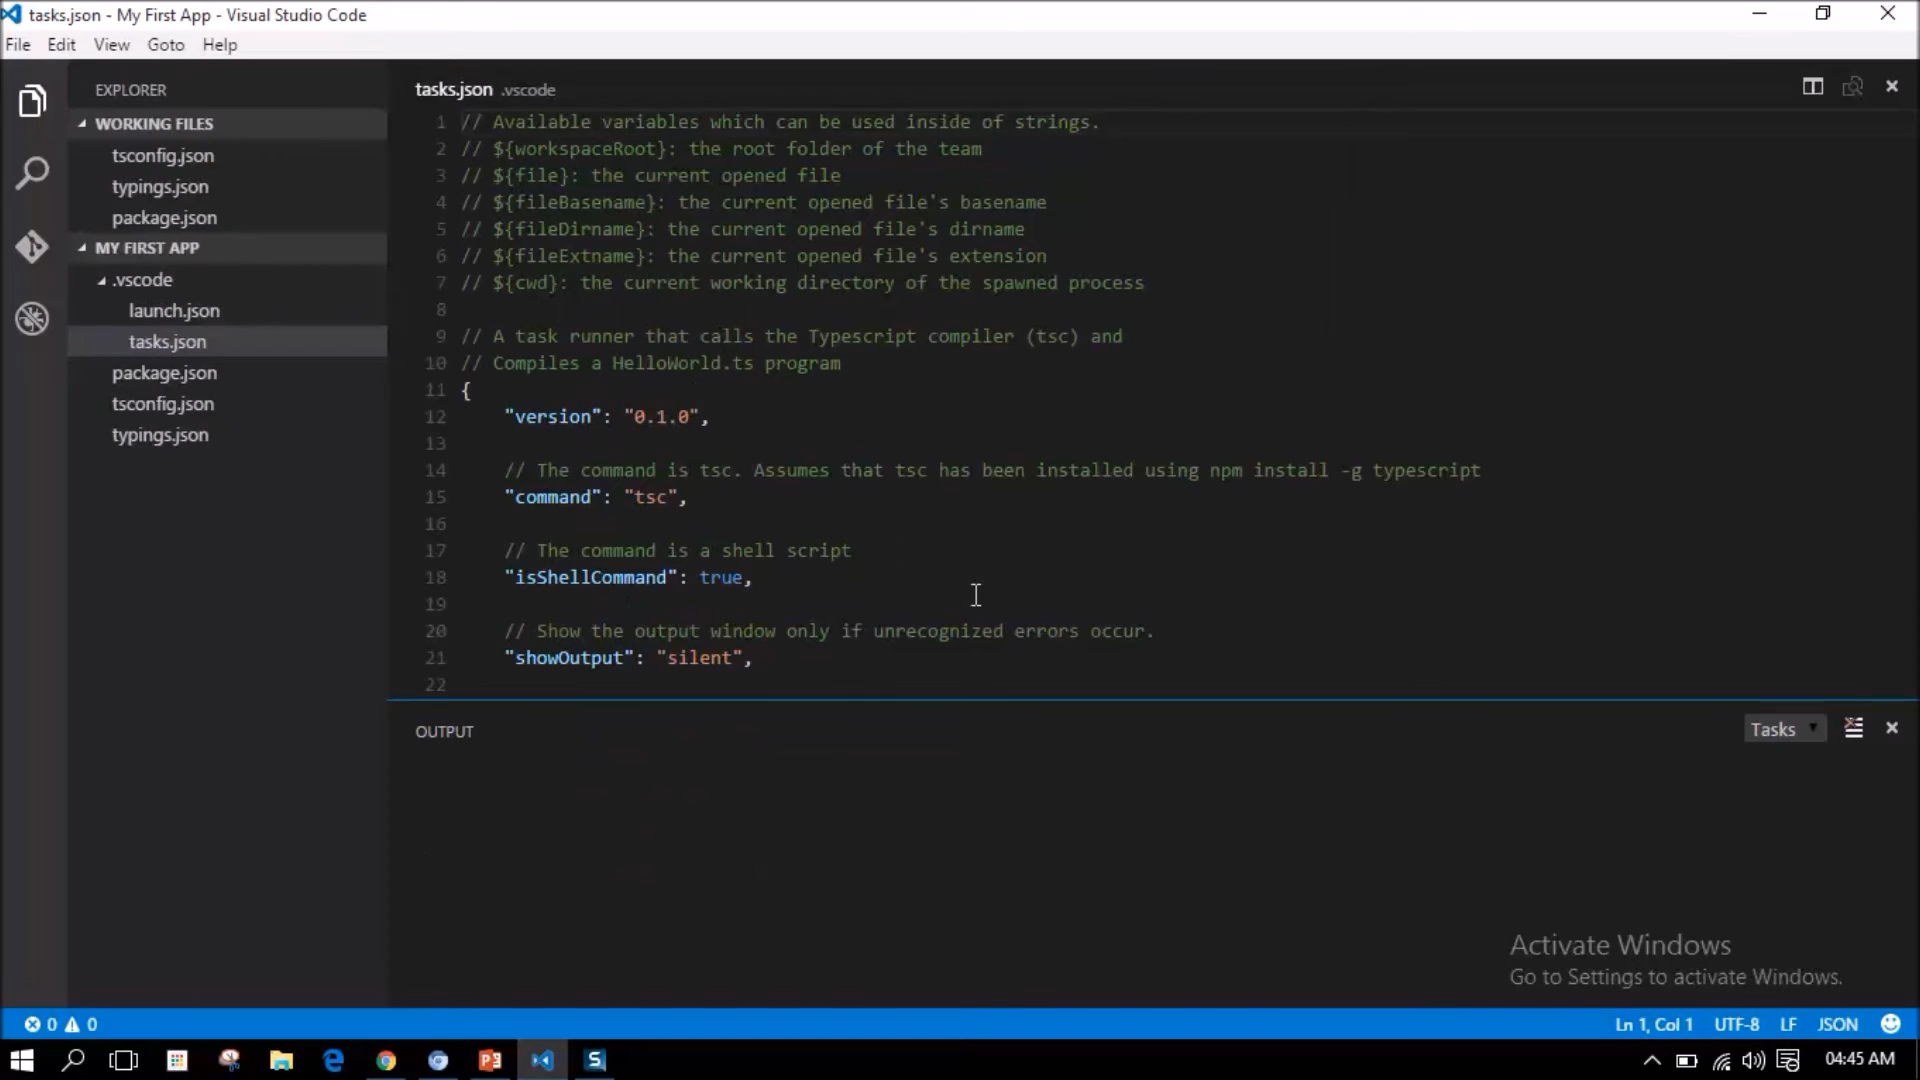 tasks.json - My First App - Visual Studio Code
File Edit View Goto Help
EXPLORER
WORKING FILES
tsconfig.json
typings.json
package.json
MY FIRST APP
.vscode
launch.json
tasks.json
package.json
tsconfig.json
typings.json
tasks.json .vscode
1 // Available variables which can be used inside of strings.
2 // ${workspaceRoot}: the root folder of the team
3 // ${file}: the current opened file
4 // ${fileBasename}: the current opened file's basename
5 // ${fileDirname}: the current opened file's dirname
6 // ${fileExtname}: the current opened file's extension
7 // ${cwd}: the current working directory of the spawned process
8
9 // A task runner that calls the Typescript compiler (tsc) and
10 // Compiles a HelloWorld.ts program
11 {
12 "version": "0.1.0",
13
14 // The command is tsc. Assumes that tsc has been installed using npm install -g typescript
15 "command": "tsc",
16
17 // The command is a shell script
18 "isShellCommand": true,
19
20 // Show the output window only if unrecognized errors occur.
21 "showOutput": "silent",
22
OUTPUT
Tasks
Activate Windows
Go to Settings to activate Windows.
0 0
Ln 1, Col 1 UTF-8 LF JSON
04:45 AM